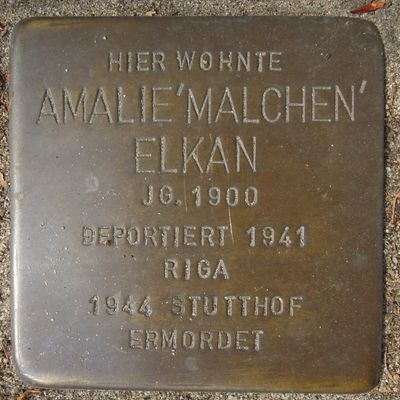 HIER WOHNTE
AMALIE 'MALCHEN'
ELKAN
JG. 1900
DEPORTIERT 1941
RIGA
1944 STUTTHOF
ERMORDET